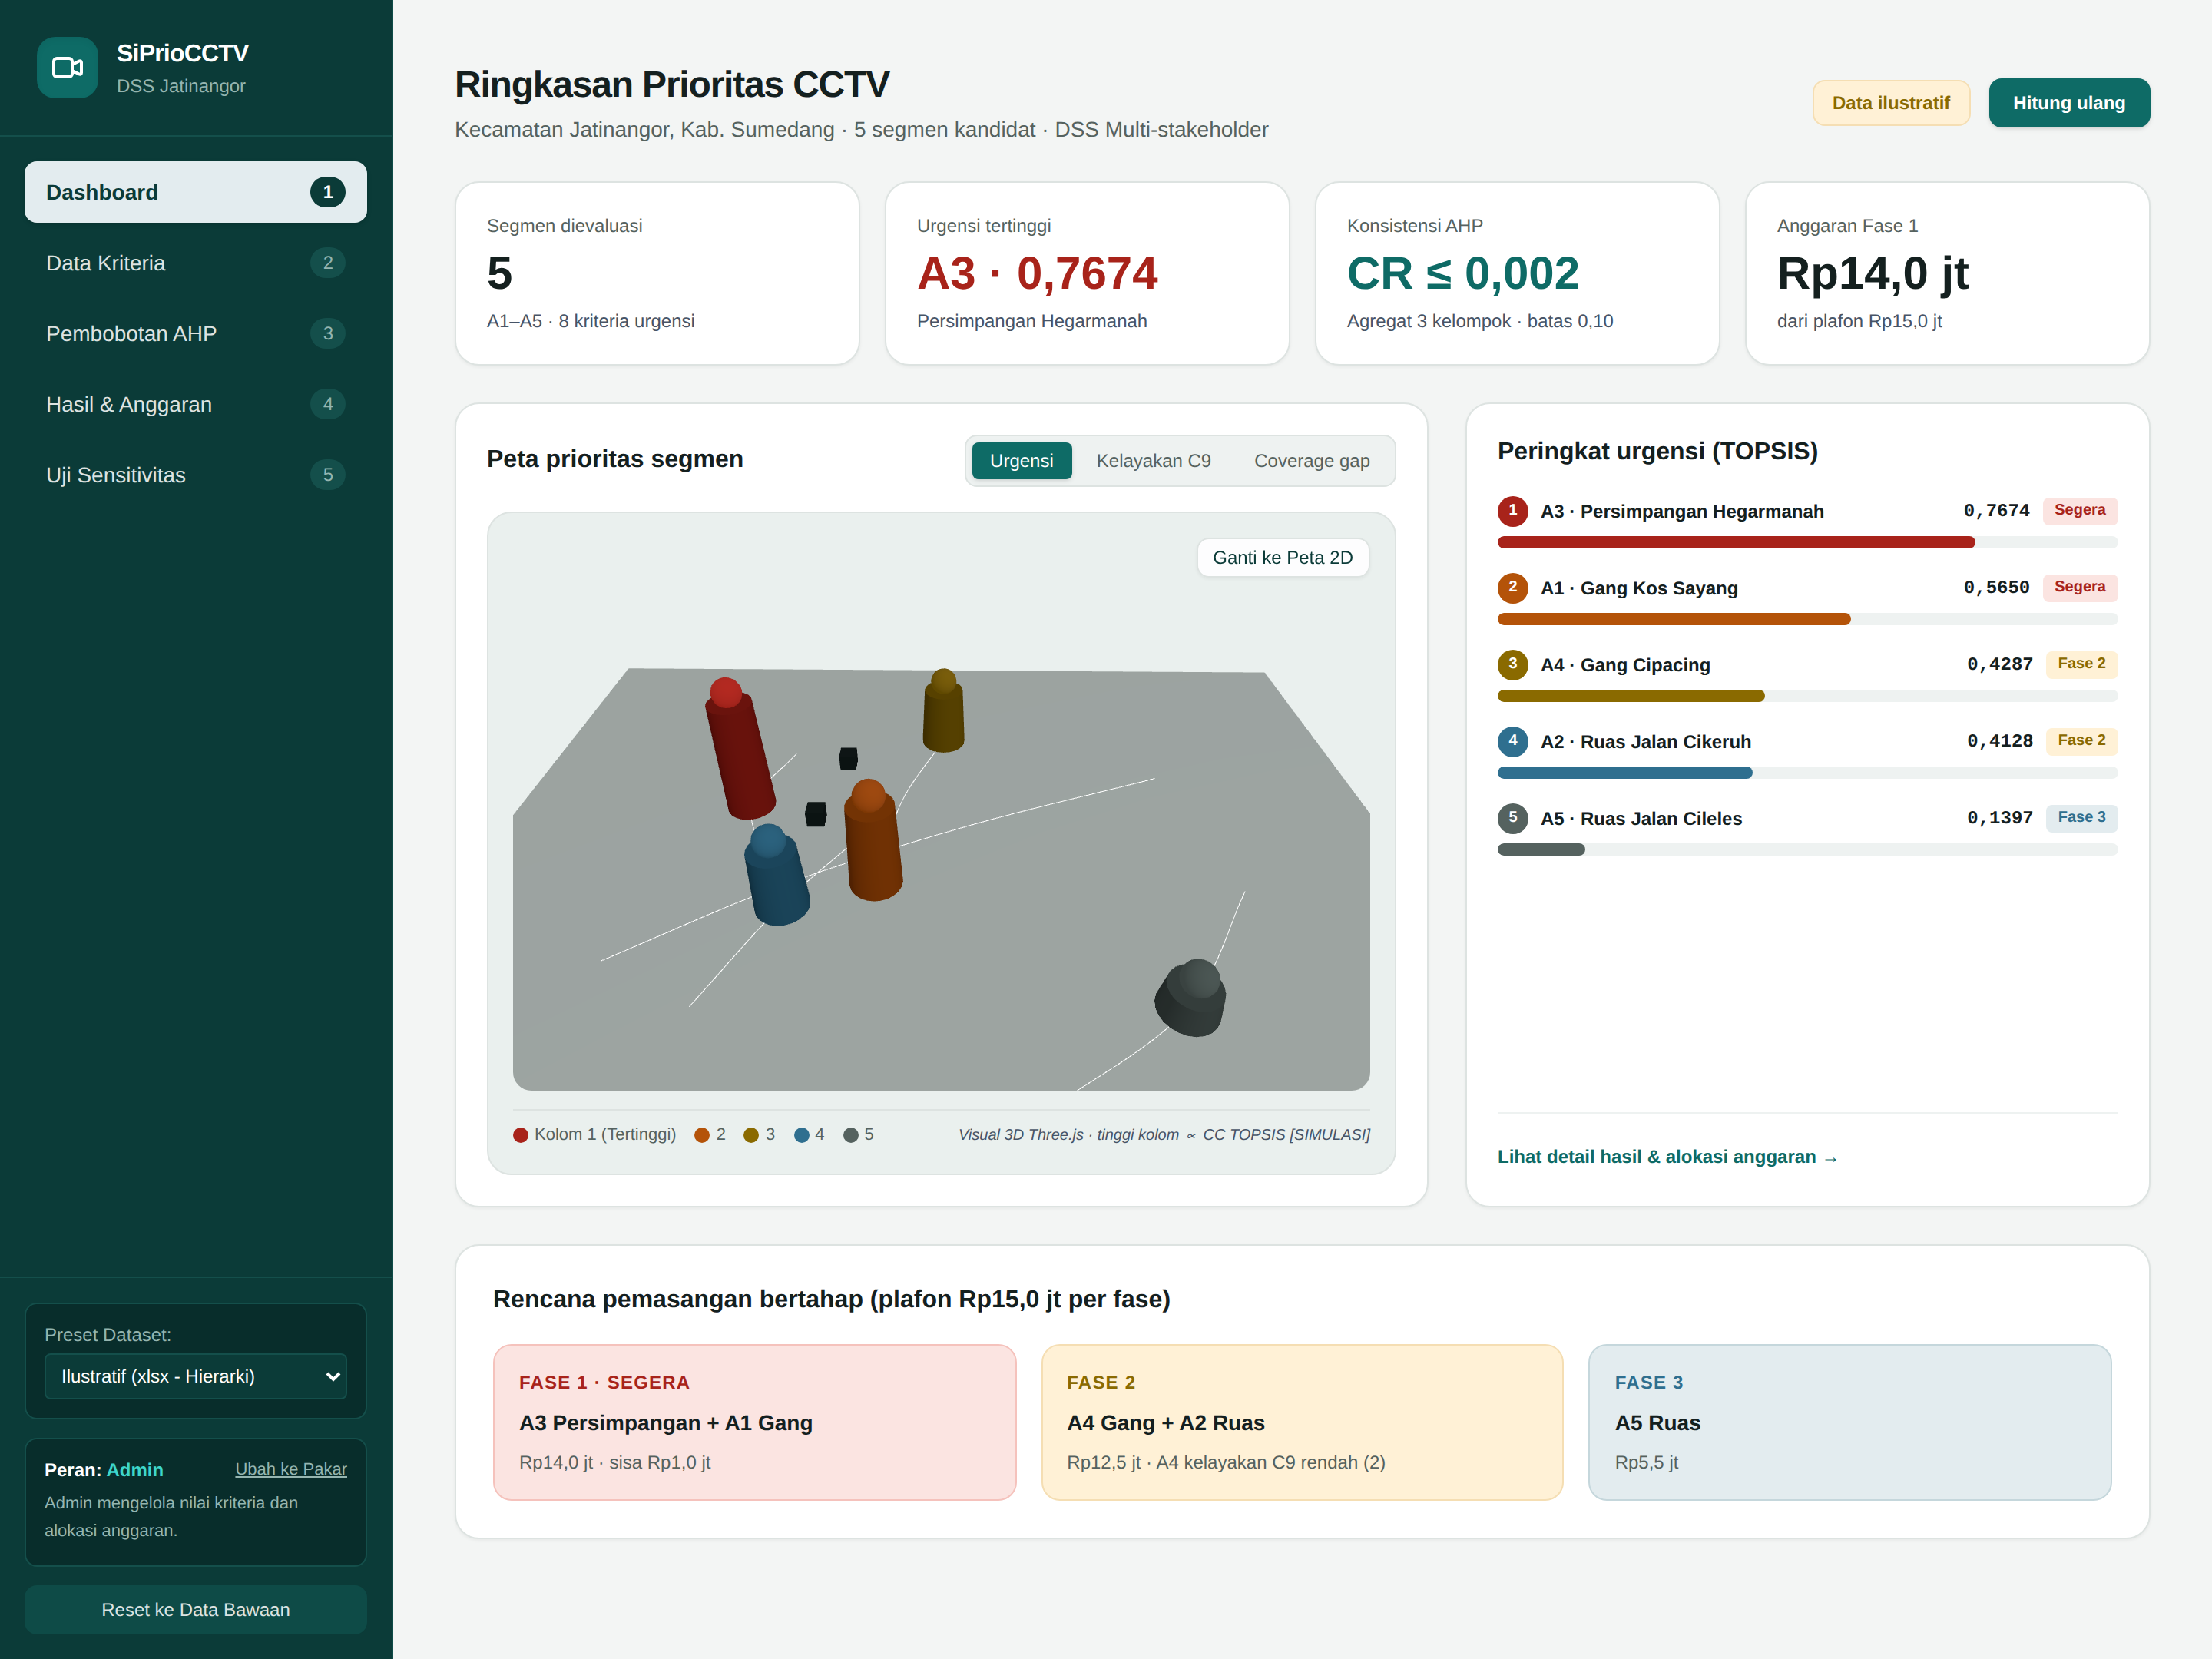 SiPrioCCTV
DSS Jatinangor
Dashboard 1
Data Kriteria 2
Pembobotan AHP 3
Hasil & Anggaran 4
Uji Sensitivitas 5
Preset Dataset:
Ilustratif (xlsx - Hierarki)
Peran: Admin Ubah ke Pakar
Admin mengelola nilai kriteria dan
alokasi anggaran.
Reset ke Data Bawaan
Ringkasan Prioritas CCTV
Kecamatan Jatinangor, Kab. Sumedang · 5 segmen kandidat · DSS Multi-stakeholder
Data ilustratif
Hitung ulang
Segmen dievaluasi
5
A1–A5 · 8 kriteria urgensi
Urgensi tertinggi
A3 · 0,7674
Persimpangan Hegarmanah
Konsistensi AHP
CR ≤ 0,002
Agregat 3 kelompok · batas 0,10
Anggaran Fase 1
Rp14,0 jt
dari plafon Rp15,0 jt
Peta prioritas segmen
Urgensi Kelayakan C9 Coverage gap
Ganti ke Peta 2D
Kolom 1 (Tertinggi) 2 3 4 5
Visual 3D Three.js · tinggi kolom ∝ CC TOPSIS [SIMULASI]
Peringkat urgensi (TOPSIS)
1 A3 · Persimpangan Hegarmanah 0,7674 Segera
2 A1 · Gang Kos Sayang 0,5650 Segera
3 A4 · Gang Cipacing 0,4287 Fase 2
4 A2 · Ruas Jalan Cikeruh 0,4128 Fase 2
5 A5 · Ruas Jalan Cileles 0,1397 Fase 3
Lihat detail hasil & alokasi anggaran →
Rencana pemasangan bertahap (plafon Rp15,0 jt per fase)
FASE 1 · SEGERA
A3 Persimpangan + A1 Gang
Rp14,0 jt · sisa Rp1,0 jt
FASE 2
A4 Gang + A2 Ruas
Rp12,5 jt · A4 kelayakan C9 rendah (2)
FASE 3
A5 Ruas
Rp5,5 jt